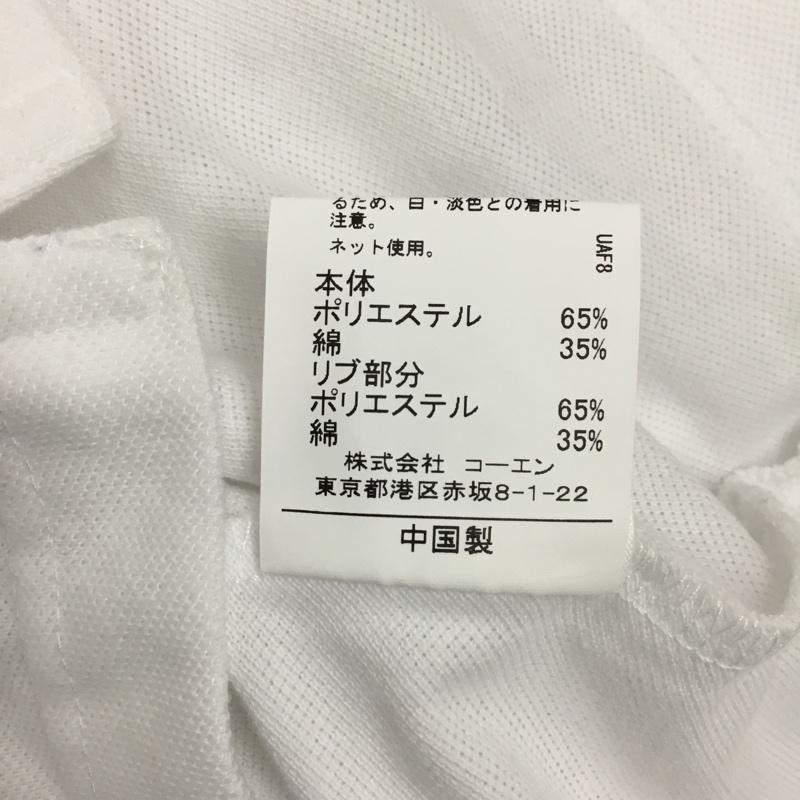 るため、白・淡色との着用に
注意。
ネット使用。
UAF8
本体
ポリエステル 65%
綿 35%
リブ部分
ポリエステル 65%
綿 35%
株式会社 コーエン
東京都港区赤坂8-1-22
中国製